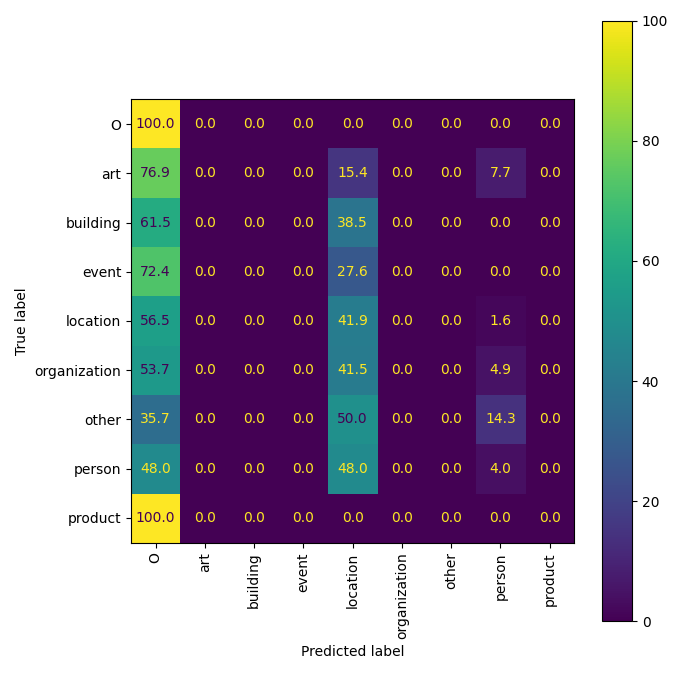 O 100.0 0.0 0.0 0.0 0.0 0.0 0.0 0.0 0.0
art 76.9 0.0 0.0 0.0 15.4 0.0 0.0 7.7 0.0
building 61.5 0.0 0.0 0.0 38.5 0.0 0.0 0.0 0.0
event 72.4 0.0 0.0 0.0 27.6 0.0 0.0 0.0 0.0
location 56.5 0.0 0.0 0.0 41.9 0.0 0.0 1.6 0.0
organization 53.7 0.0 0.0 0.0 41.5 0.0 0.0 4.9 0.0
other 35.7 0.0 0.0 0.0 50.0 0.0 0.0 14.3 0.0
person 48.0 0.0 0.0 0.0 48.0 0.0 0.0 4.0 0.0
product 100.0 0.0 0.0 0.0 0.0 0.0 0.0 0.0 0.0
True label
O art building event location organization other person product
Predicted label
100
80
60
40
20
0